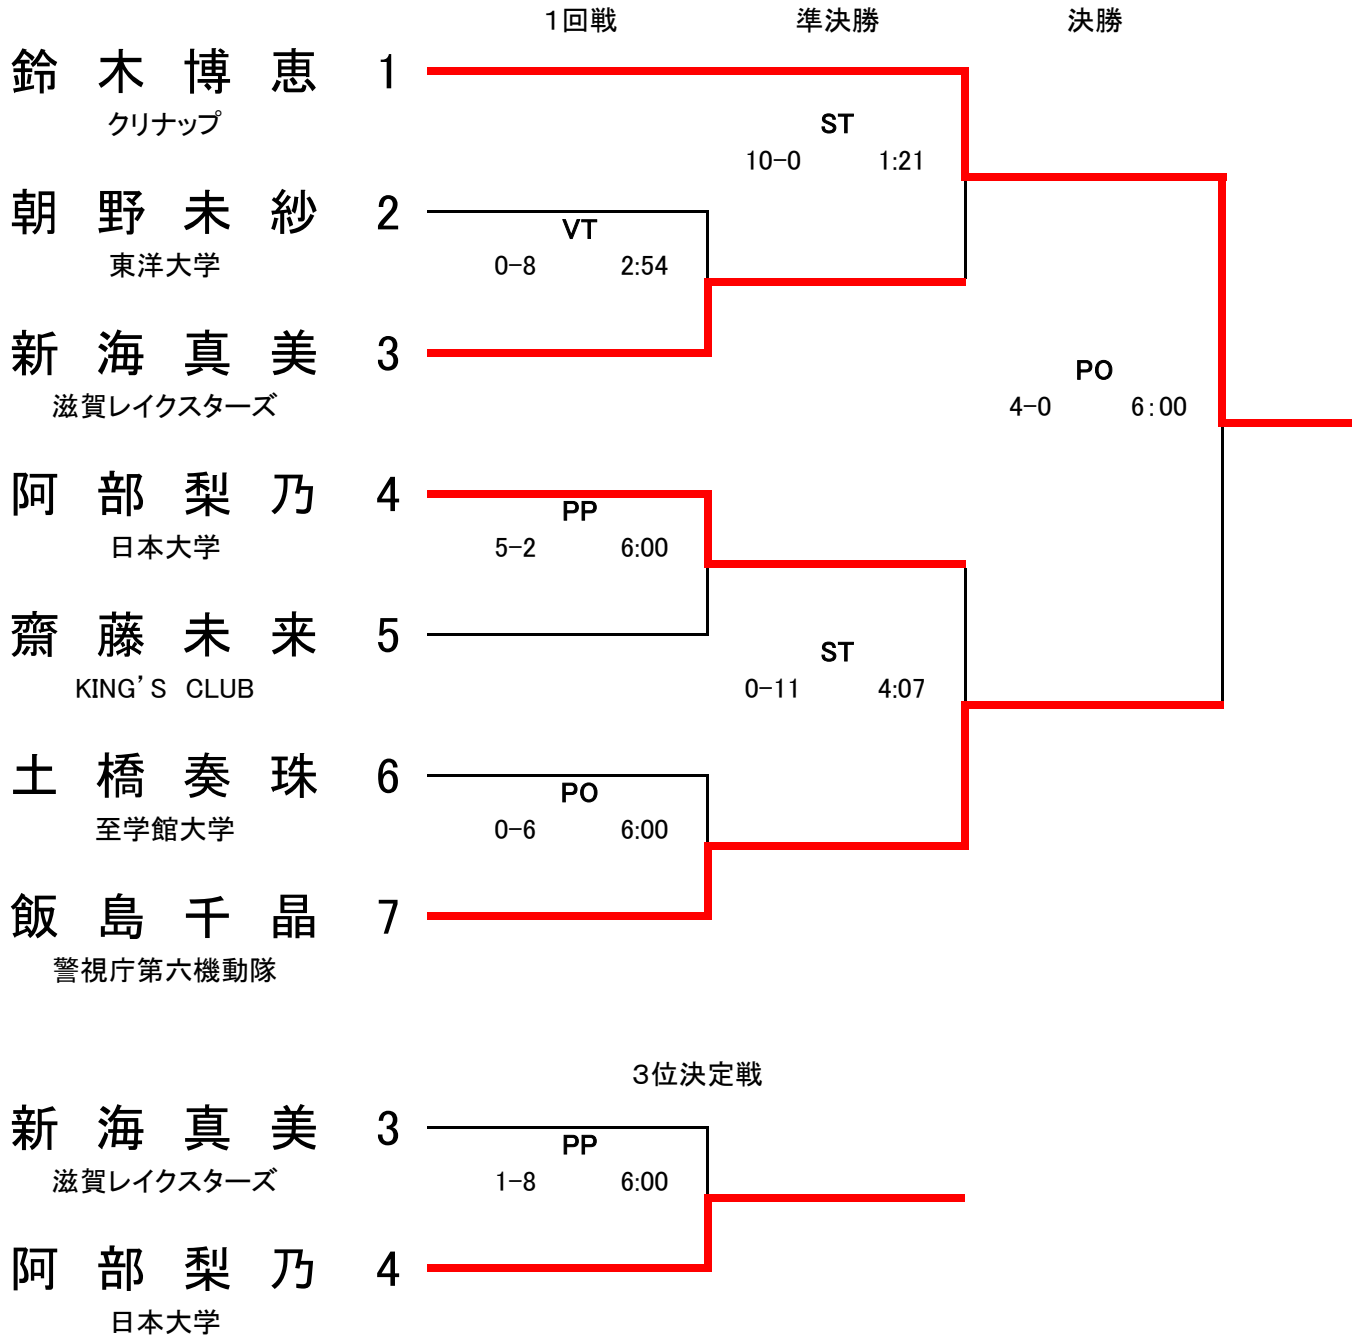 1回戦 準決勝 決勝
鈴木博恵 1
クリナップ
ST
10-0 1:21
朝野未紗 2
VT
東洋大学
0-8 2:54
新海真美 3
滋賀レイクスターズ
PO
4-0 6:00
阿部梨乃 4
PP
日本大学
5-2 6:00
齋藤未来 5
KING'S CLUB
ST
0-11 4:07
土橋奏珠 6
PO
至学館大学
0-6 6:00
飯島千晶 7
警視庁第六機動隊
3位決定戦
新海真美 3
PP
滋賀レイクスターズ
1-8 6:00
阿部梨乃 4
日本大学